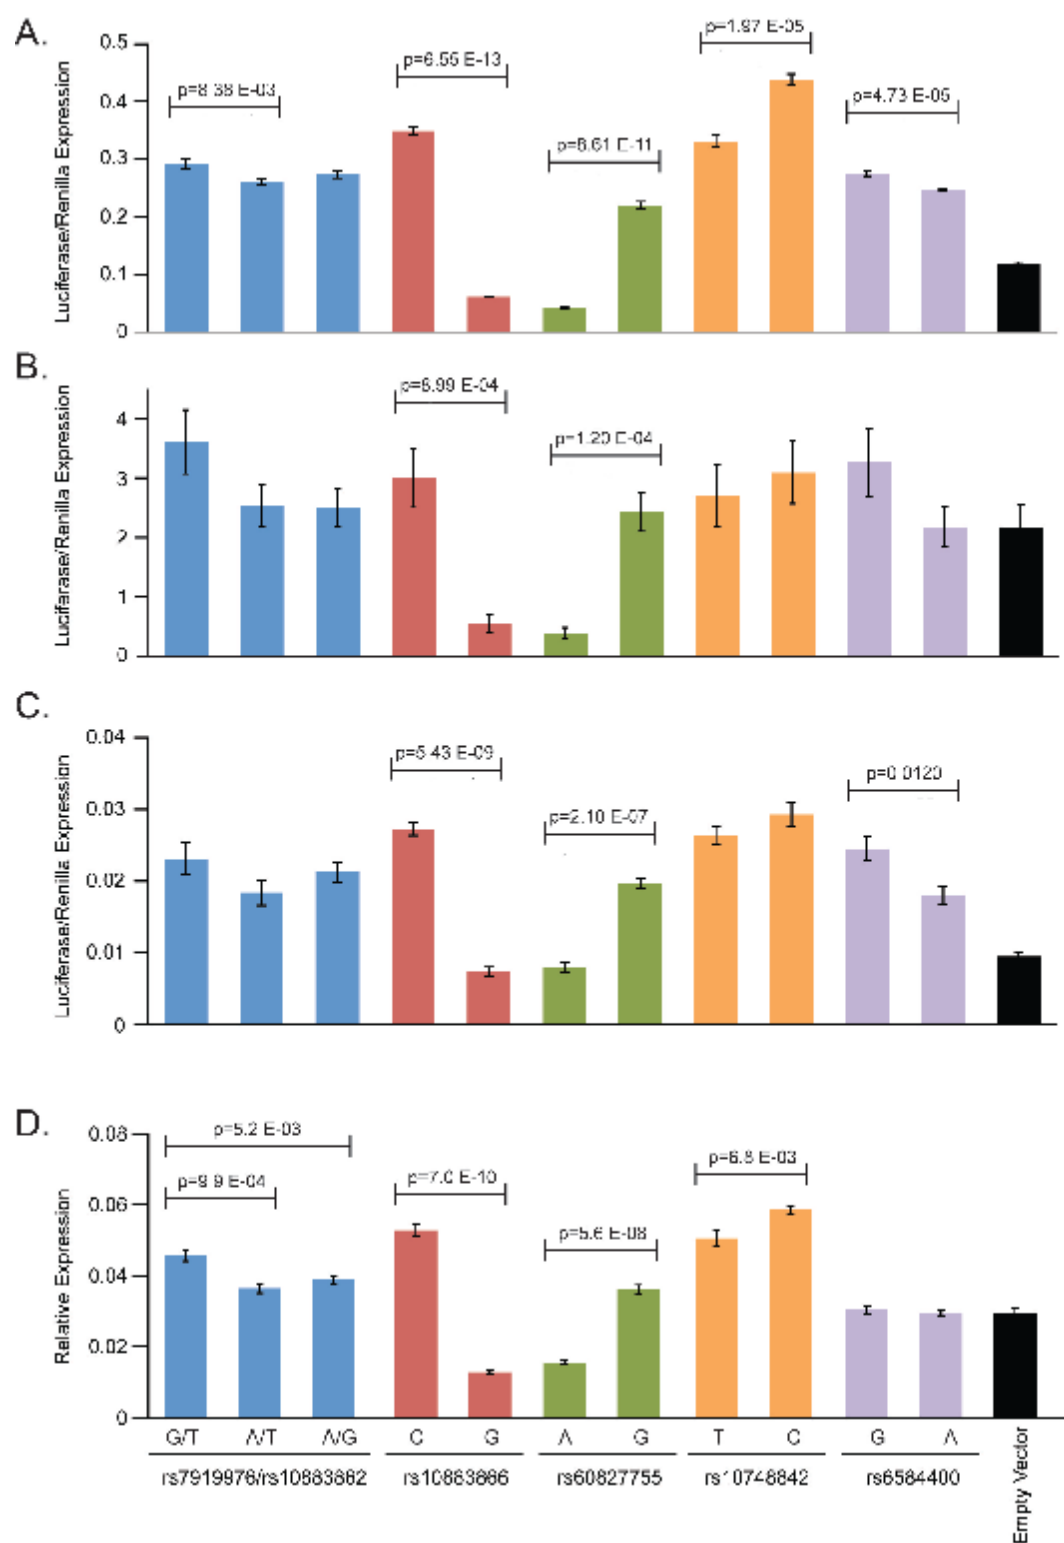 A.
Luciferase/Renilla Expression
0.5
0.4
0.3
0.2
0.1
0
p=8.38 E-03
p=6.55 E-13
p=8.61 E-11
p=1.97 E-05
p=4.73 E-05
B.
Luciferase/Renilla Expression
4
3
2
1
0
p=8.99 E-04
p=1.20 E-04
C.
Luciferase/Renilla Expression
0.04
0.03
0.02
0.01
0
p=5.43 E-09
p=2.10 E-07
p=0.0120
D.
Relative Expression
0.08
0.06
0.04
0.02
0
p=5.2 E-03
p=9.9 E-04
p=7.0 E-10
p=5.6 E-08
p=6.8 E-03
G/T A/T A/G C G A G T C G A
rs7919976/rs10883862 rs10883866 rs60827755 rs10748842 rs6584400
Empty Vector